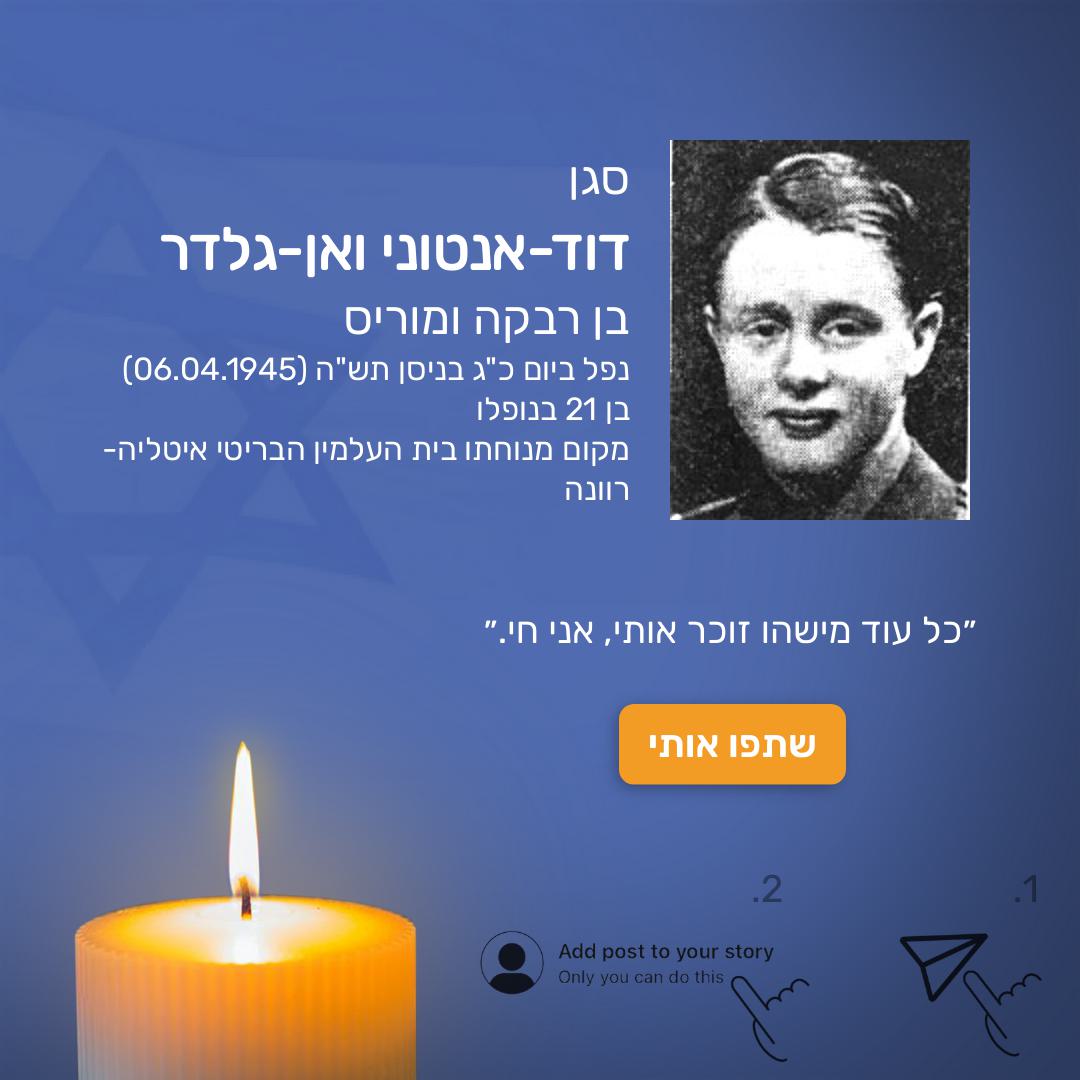 סגן
דוד-אנטוני ואן-גלדר
בן רבקה ומוריס
נפל ביום כ"ג בניסן תש"ה (06.04.1945)
בן 21 בנופלו
מקום מנוחתו בית העלמין הבריטי איטליה-
רוונה
״כל עוד מישהו זוכר אותי, אני חי.״
שתפו אותי
1.
2.
Add post to your story
Only you can do this